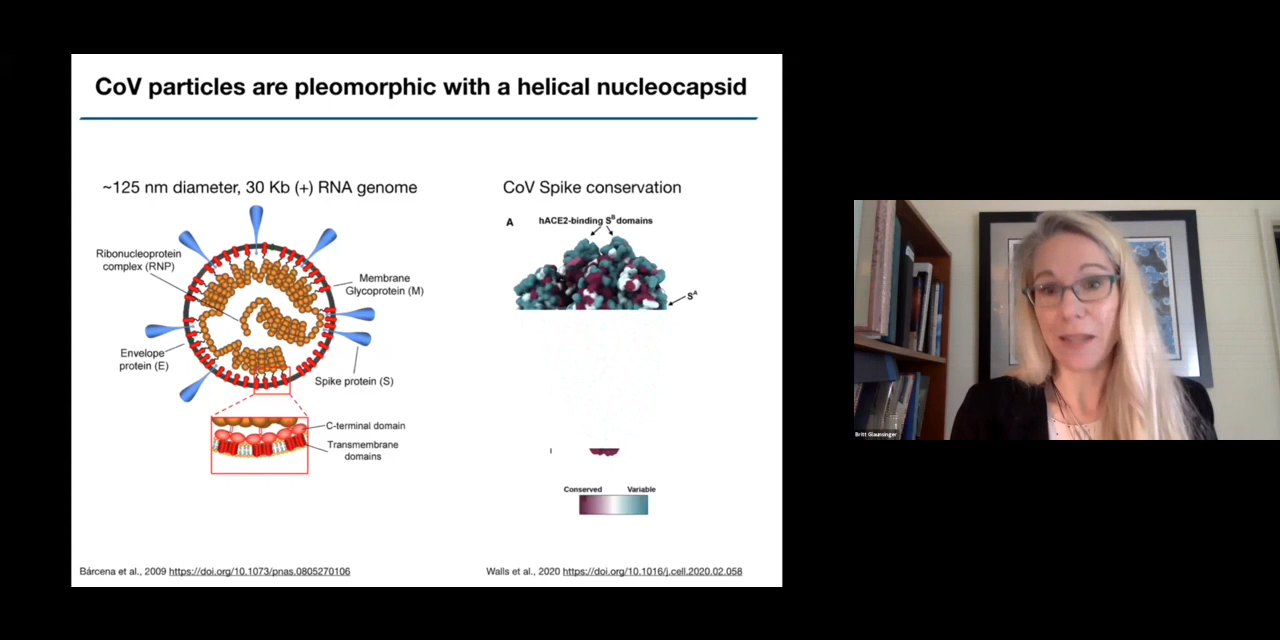 CoV particles are pleomorphic with a helical nucleocapsid
~125 nm diameter, 30 Kb (+) RNA genome
Ribonucleoprotein
complex (RNP)
Membrane
Glycoprotein (M)
Envelope
protein (E)
Spike protein (S)
C-terminal domain
Transmembrane
domains
Bárcena et al., 2009 https://doi.org/10.1073/pnas.0805270106
CoV Spike conservation
A
hACE2-binding Sᴮ domains
Sᴬ
Conserved Variable
Walls et al., 2020 https://doi.org/10.1016/j.cell.2020.02.058
Britt Glaunsinger